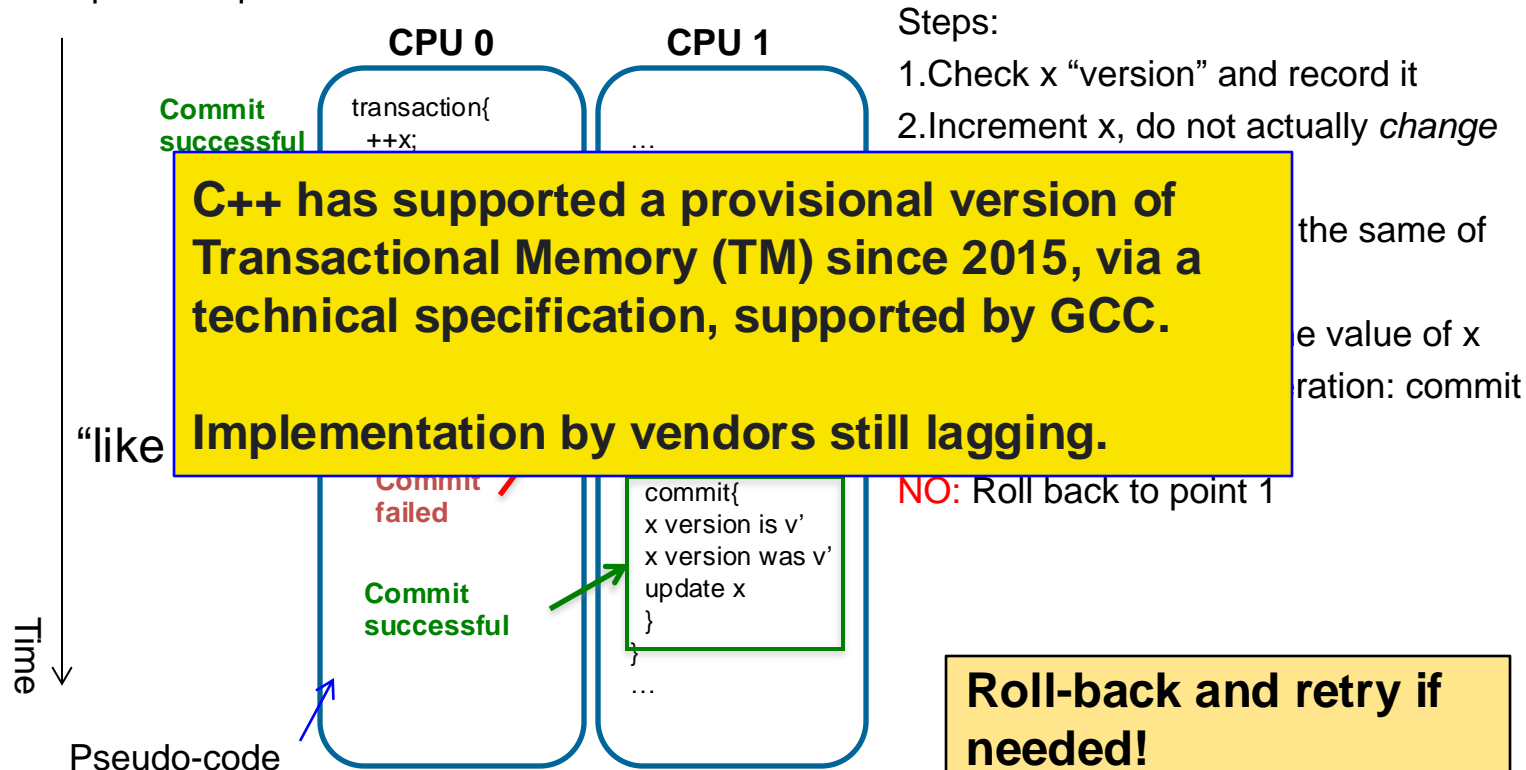 Steps:
CPU 0
CPU 1
1.Check x “version” and record it
Commit
successful
transaction{
++x;
…
2.Increment x, do not actually change
C++ has supported a provisional version of
Transactional Memory (TM) since 2015, via a
technical specification, supported by GCC.
Implementation by vendors still lagging.
the same of
value of x
: commit
“like
Commit
failed
commit{
x version is v’
x version was v’
update x
}
}
…
NO: Roll back to point 1
Commit
successful
Time
Pseudo-code
Roll-back and retry if
needed!